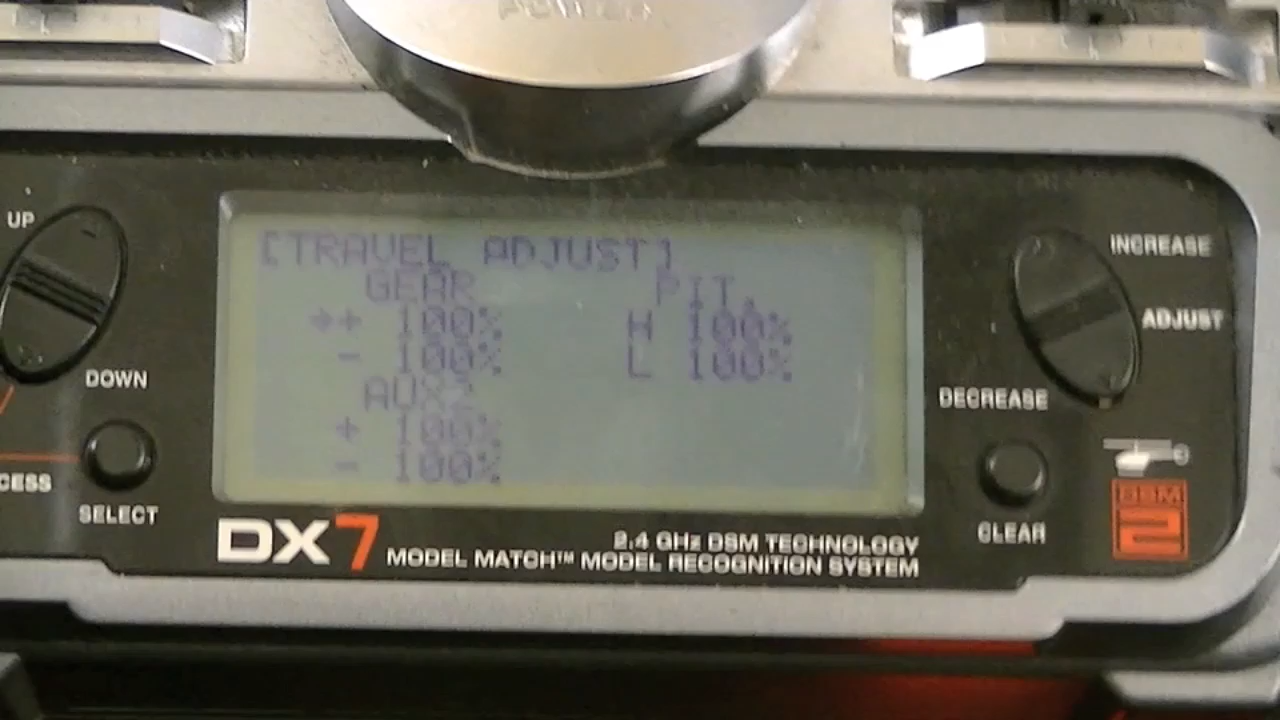 POWER
UP
DOWN
CESS
SELECT
[TRAVEL ADJUST]
GEAR PIT.
→+ 100% H 100%
- 100% L 100%
AUX2
+ 100%
- 100%
INCREASE
ADJUST
DECREASE
CLEAR
DSM
2
DX7
2.4 GHz DSM TECHNOLOGY
MODEL MATCH™ MODEL RECOGNITION SYSTEM